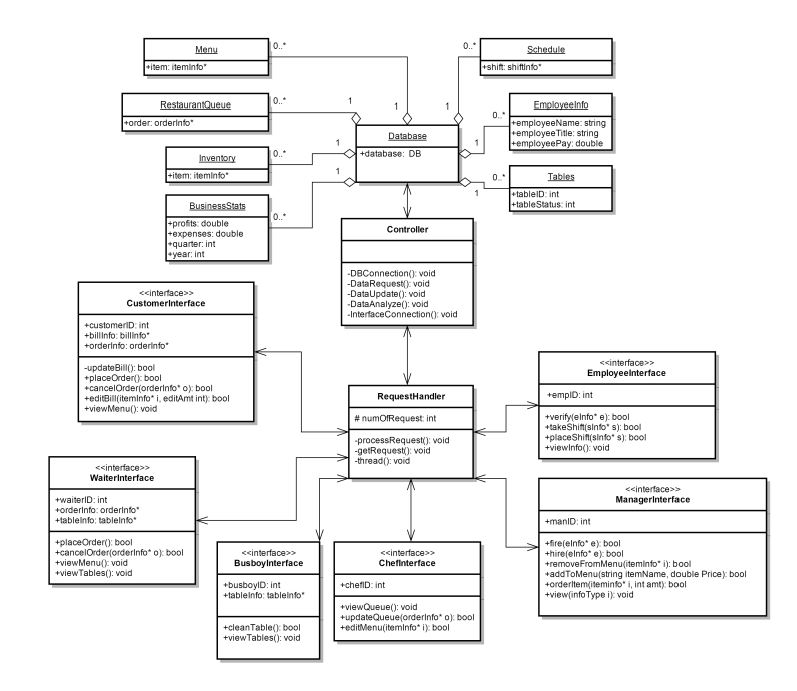 Menu
+item: itemInfo*
0..*
1
Schedule
+shift: shiftInfo*
0..*
1
RestaurantQueue
+order: orderInfo*
0..*
1
EmployeeInfo
+employeeName: string
+employeeTitle: string
+employeePay: double
0..*
1
Database
+database: DB
Inventory
+item: itemInfo*
0..*
1
Tables
+tableID: int
+tableStatus: int
0..*
1
BusinessStats
+profits: double
+expenses: double
+quarter: int
+year: int
0..*
1
Controller
-DBConnection(): void
-DataRequest(): void
-DataUpdate(): void
-DataAnalyze(): void
-InterfaceConnection(): void
<<interface>>
CustomerInterface
+customerID: int
+billInfo: billInfo*
+orderInfo: orderInfo*
-updateBill(): bool
+placeOrder(): bool
+cancelOrder(orderInfo* o): bool
+editBill(itemInfo* i, editAmt int): bool
+viewMenu(): void
RequestHandler
# numOfRequest: int
-processRequest(): void
-getRequest(): void
-thread(): void
<<interface>>
EmployeeInterface
+empID: int
+verify(eInfo* e): bool
+takeShift(sInfo* s): bool
+placeShift(sInfo* s): bool
+viewInfo(): void
<<interface>>
WaiterInterface
+waiterID: int
+orderInfo: orderInfo*
+tableInfo: tableInfo*
+placeOrder(): bool
+cancelOrder(orderInfo* o): bool
+viewMenu(): void
+viewTables(): void
<<interface>>
ManagerInterface
+manID: int
+fire(eInfo* e): bool
+hire(eInfo* e): bool
+removeFromMenu(itemInfo* i): bool
+addToMenu(string itemName, double Price): bool
+orderItem(iteminfo* i, int amt): bool
+view(infoType i): void
<<interface>>
BusboyInterface
+busboyID: int
+tableInfo: tableInfo*
+cleanTable(): bool
+viewTables(): void
<<interface>>
ChefInterface
+chefID: int
+viewQueue(): void
+updateQueue(orderInfo* o): bool
+editMenu(itemInfo* i): bool